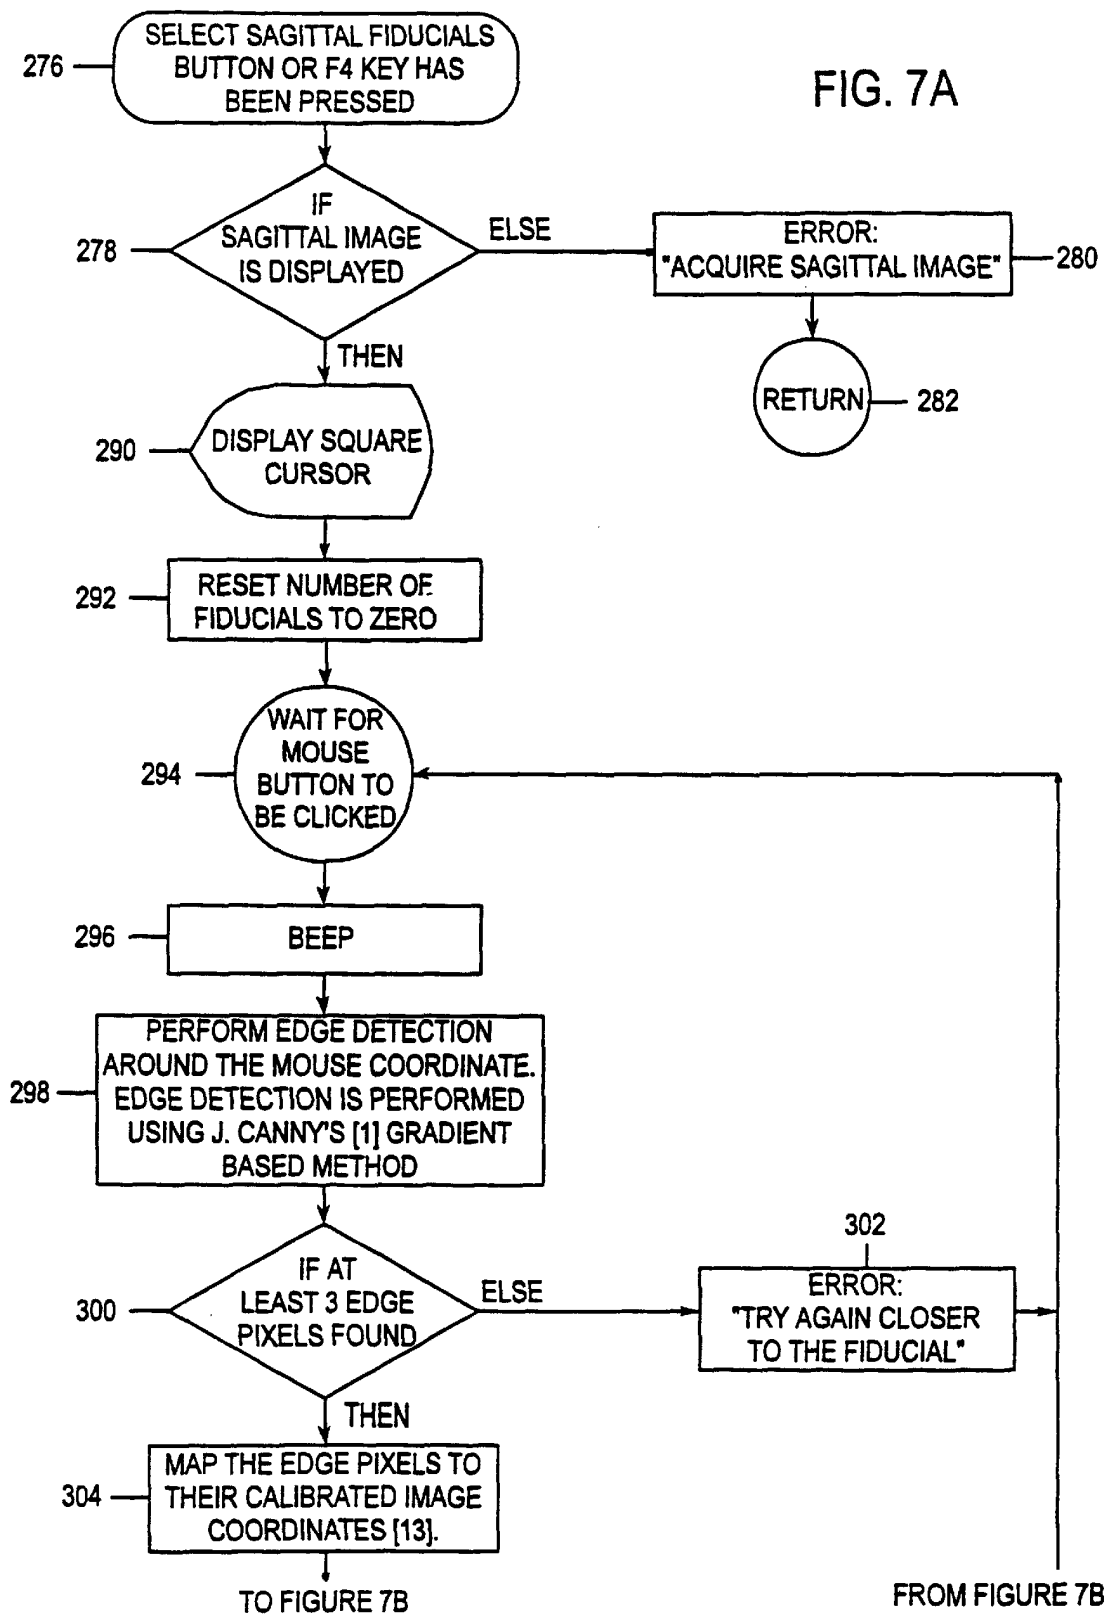 SELECT SAGITTAL FIDUCIALS
BUTTON OR F4 KEY HAS
BEEN PRESSED
276
FIG. 7A
IF
SAGITTAL IMAGE
IS DISPLAYED
278
ELSE
ERROR:
"ACQUIRE SAGITTAL IMAGE"
280
THEN
RETURN
282
DISPLAY SQUARE
CURSOR
290
RESET NUMBER OF
FIDUCIALS TO ZERO
292
WAIT FOR
MOUSE
BUTTON TO
BE CLICKED
294
BEEP
296
PERFORM EDGE DETECTION
AROUND THE MOUSE COORDINATE.
EDGE DETECTION IS PERFORMED
USING J. CANNY'S [1] GRADIENT
BASED METHOD
298
IF AT
LEAST 3 EDGE
PIXELS FOUND
300
ELSE
302
ERROR:
"TRY AGAIN CLOSER
TO THE FIDUCIAL"
THEN
MAP THE EDGE PIXELS TO
THEIR CALIBRATED IMAGE
COORDINATES [13].
304
TO FIGURE 7B
FROM FIGURE 7B